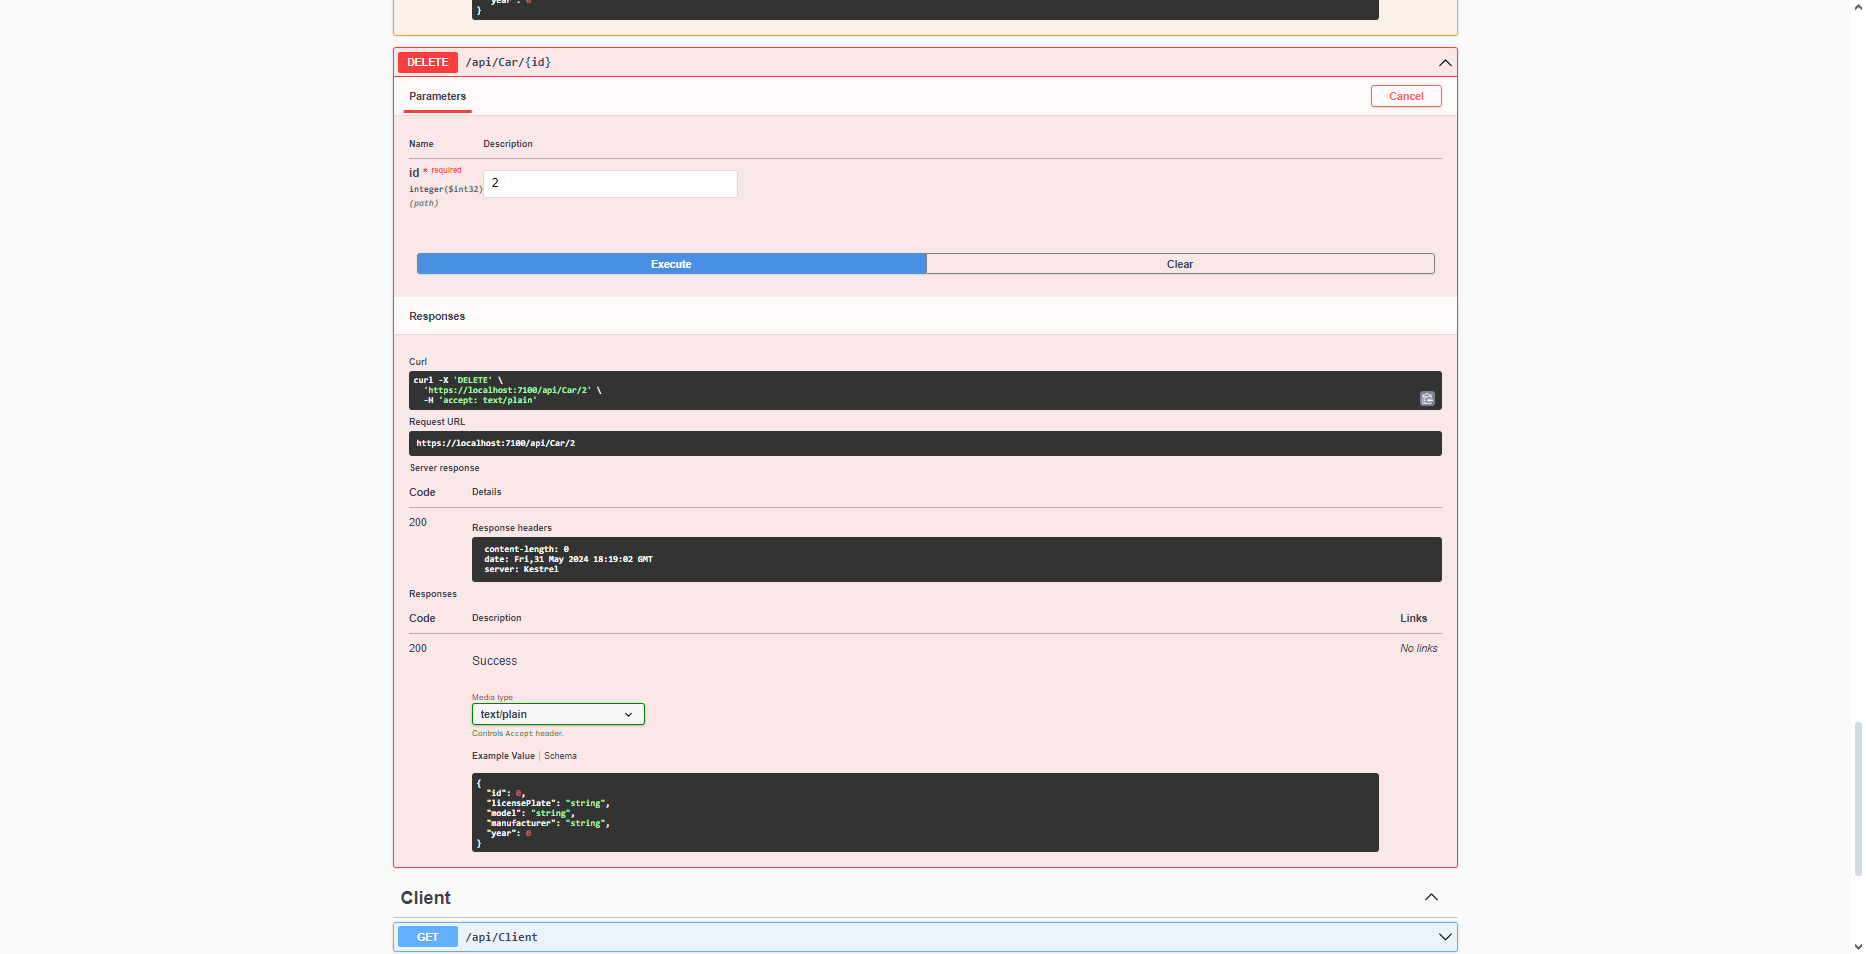 "year": 0
}
DELETE /api/Car/{id}
Parameters
Cancel
Name Description
id * required
integer($int32)
(path)
2
Execute Clear
Responses
Curl
curl -X 'DELETE' \
'https://localhost:7100/api/Car/2' \
-H 'accept: text/plain'
Request URL
https://localhost:7100/api/Car/2
Server response
Code Details
200
Response headers
content-length: 0
date: Fri,31 May 2024 18:19:02 GMT
server: Kestrel
Responses
Code Description Links
200
Success
No links
Media type
text/plain
Controls Accept header.
Example Value | Schema
{
"id": 0,
"licensePlate": "string",
"model": "string",
"manufacturer": "string",
"year": 0
}
Client
GET /api/Client